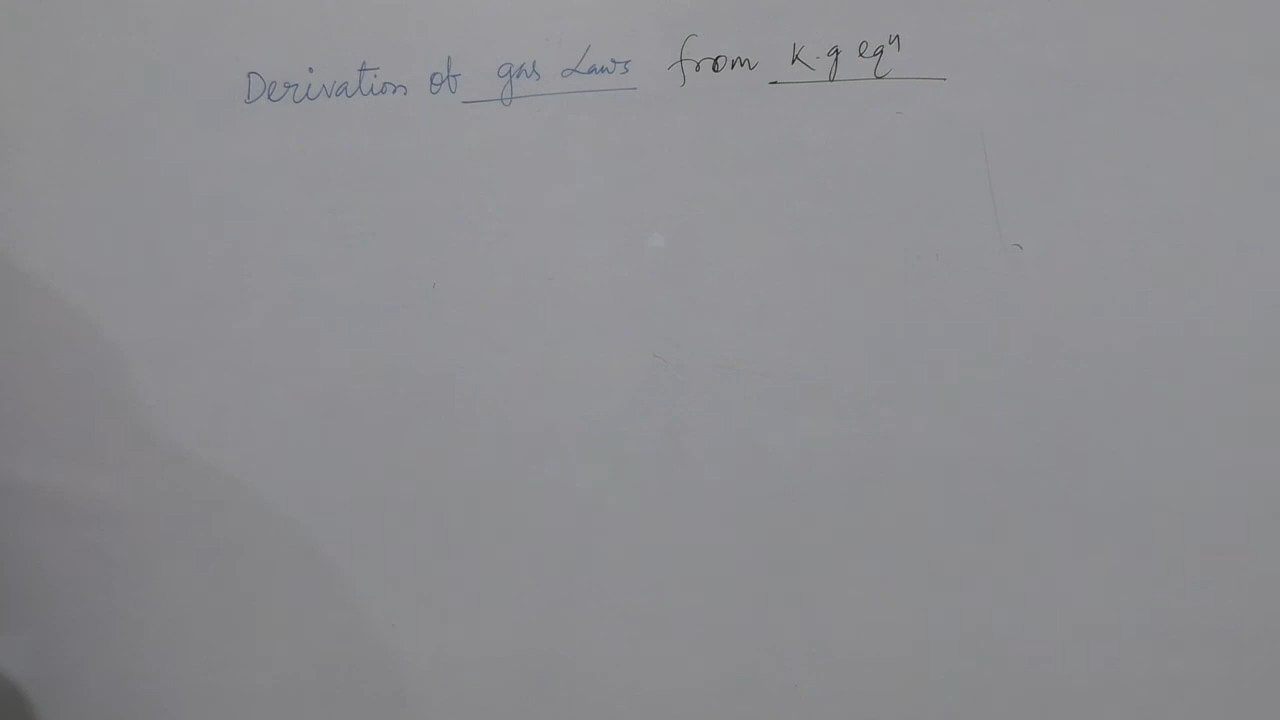 Derivation of gas Laws from K.g eqⁿ